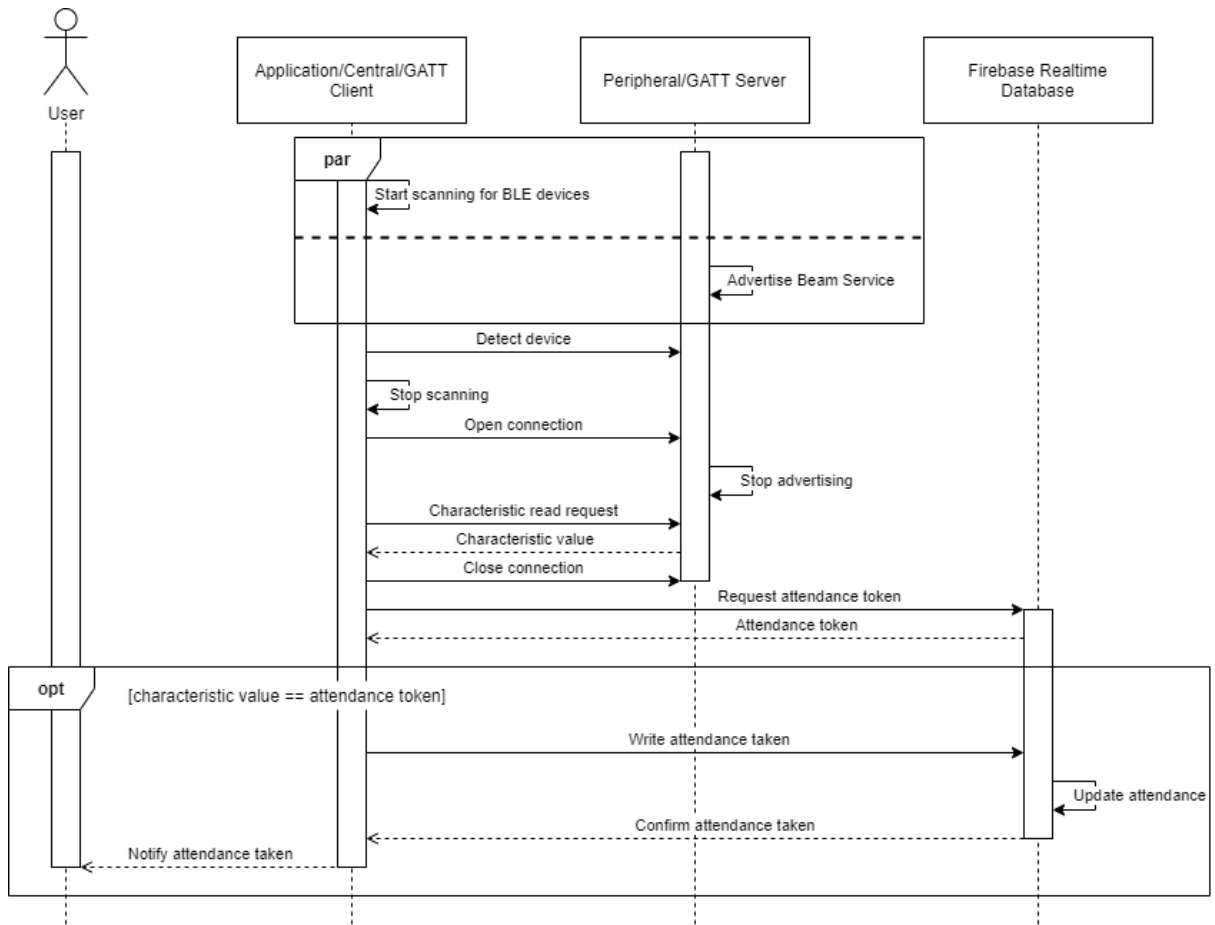 User
Application/Central/GATT
Client
Peripheral/GATT Server
Firebase Realtime
Database
par
Start scanning for BLE devices
Advertise Beam Service
Detect device
Stop scanning
Open connection
Stop advertising
Characteristic read request
Characteristic value
Close connection
Request attendance token
Attendance token
opt
[characteristic value == attendance token]
Write attendance taken
Update attendance
Confirm attendance taken
Notify attendance taken